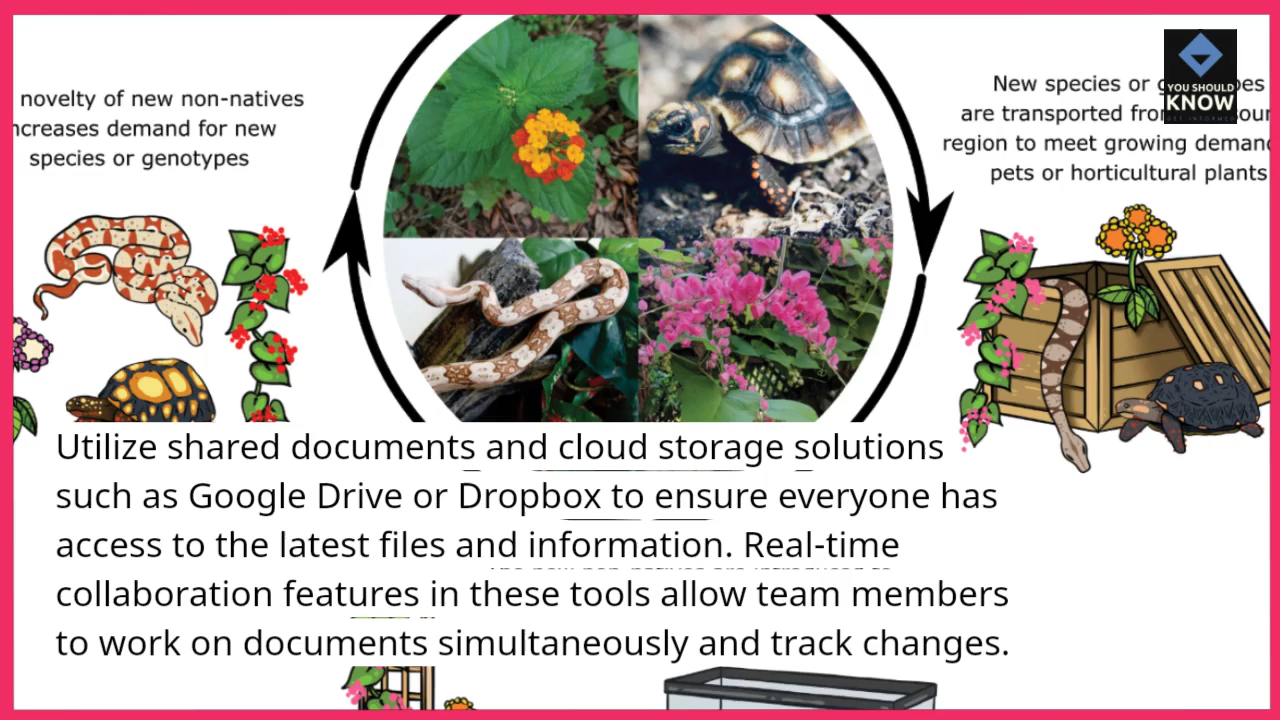 novelty of new non-natives
ncreases demand for new
species or genotypes
New species or
are transported
region to meet growing
pets or horticultural plants
YOU SHOULD
KNOW
GET INFORMED
Utilize shared documents and cloud storage solutions
such as Google Drive or Dropbox to ensure everyone has
access to the latest files and information. Real-time
collaboration features in these tools allow team members
to work on documents simultaneously and track changes.